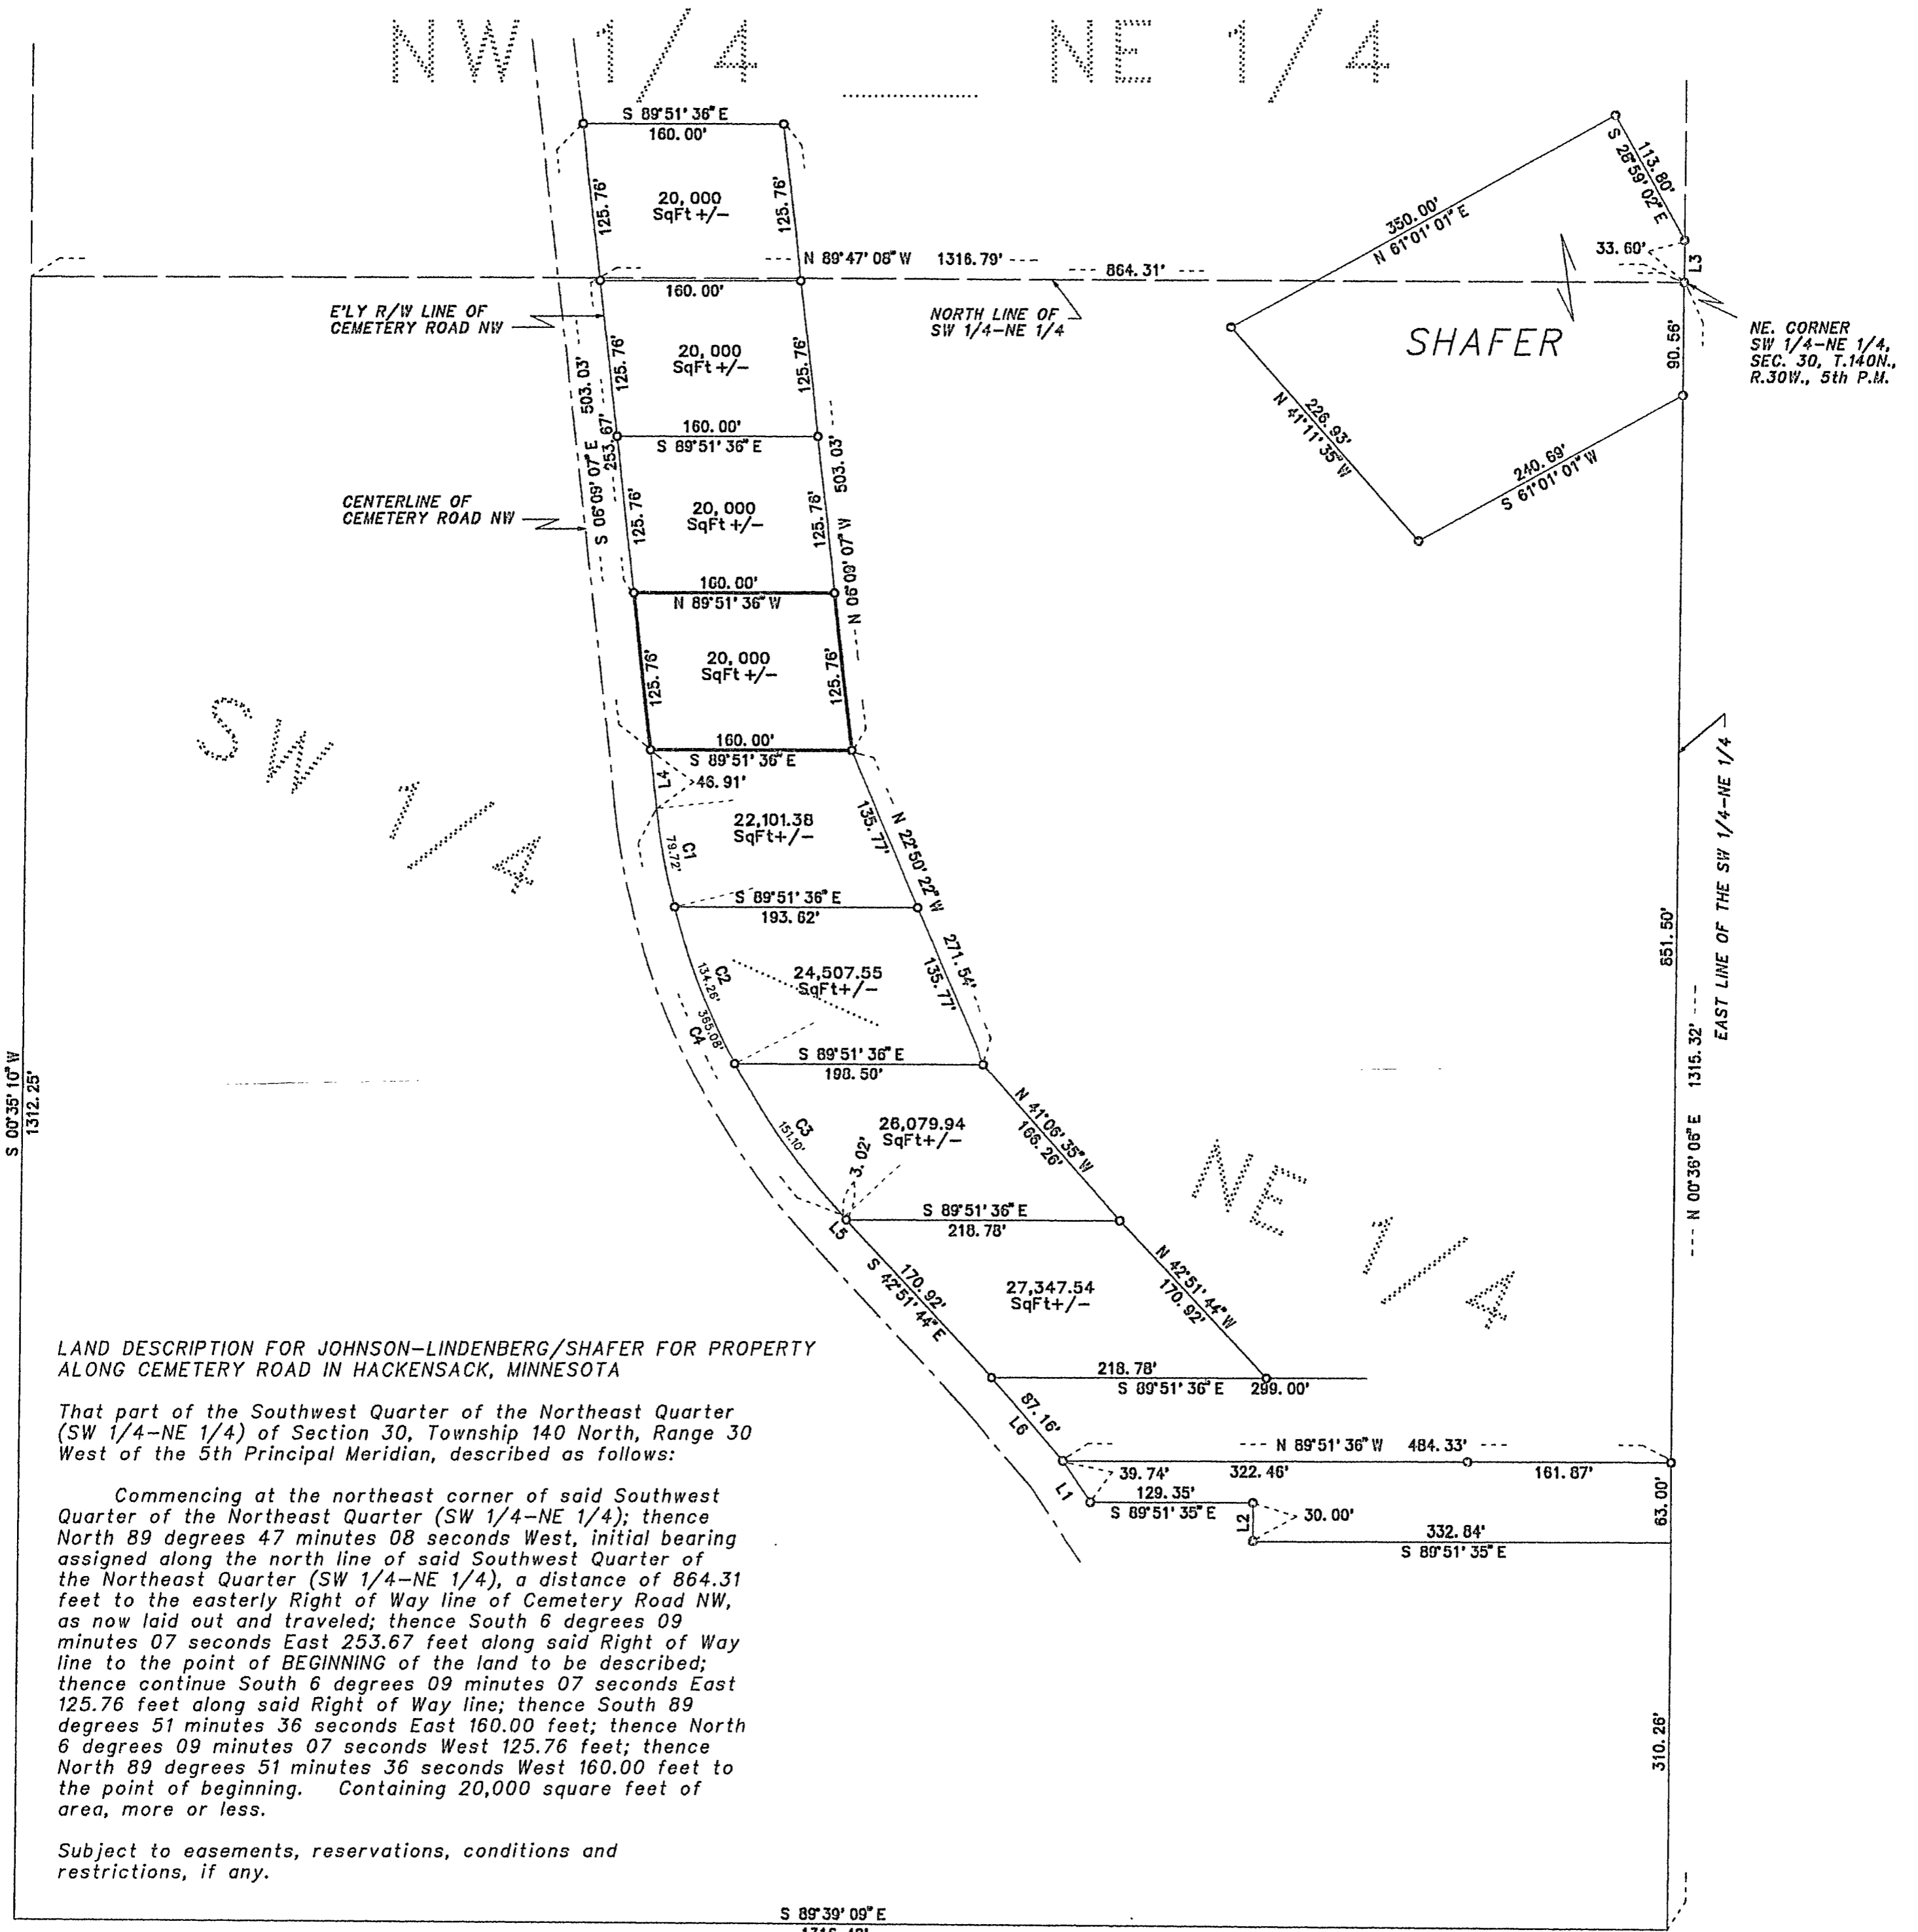 NW 1/4 NE 1/4
S 89°51'36" E
160.00'
125.76'
20,000
SqFt +/-
125.76'
350.00'
N 61°01'01" E
113.80'
S 28°59'02" E
33.60'
L3
N 89°47'08" W 1316.79'
864.31'
160.00'
E'LY R/W LINE OF
CEMETERY ROAD NW
NORTH LINE OF
SW 1/4-NE 1/4
SHAFER
NE. CORNER
SW 1/4-NE 1/4,
SEC. 30, T.140N.,
R.30W., 5th P.M.
90.56'
125.76'
20,000
SqFt +/-
125.76'
503.03'
S 06°09'07" E
253.67'
160.00'
S 89°51'36" E
503.03'
N 06°09'07" W
226.93'
N 41°11'35" W
240.69'
S 61°01'01" W
CENTERLINE OF
CEMETERY ROAD NW
125.76'
20,000
SqFt +/-
125.76'
160.00'
N 89°51'36" W
125.76'
20,000
SqFt +/-
125.76'
160.00'
S 89°51'36" E
SW 1/4
L4
46.91'
22,101.38
SqFt+/-
135.77'
N 22°50'22" W
C1
79.72'
S 89°51'36" E
193.62'
271.54'
C2
134.26'
24,507.55
SqFt+/-
135.77'
365.08'
C4
S 89°51'36" E
198.50'
651.50'
N 00°36'06" E 1315.32'
EAST LINE OF THE SW 1/4-NE 1/4
S 00°35'10" W
1312.25'
C3
151.10'
3.02'
26,079.94
SqFt+/-
N 41°06'35" W
166.26'
NE 1/4
L5
S 89°51'36" E
218.78'
170.92'
S 42°51'44" E
27,347.54
SqFt+/-
N 42°51'44" W
170.92'
218.78'
S 89°51'36" E 299.00'
87.16'
L6
N 89°51'36" W 484.33'
39.74' 322.46' 161.87'
L1
129.35'
S 89°51'35" E
L2
30.00'
332.84'
S 89°51'35" E
63.00'
310.26'
LAND DESCRIPTION FOR JOHNSON-LINDENBERG/SHAFER FOR PROPERTY
ALONG CEMETERY ROAD IN HACKENSACK, MINNESOTA
That part of the Southwest Quarter of the Northeast Quarter
(SW 1/4-NE 1/4) of Section 30, Township 140 North, Range 30
West of the 5th Principal Meridian, described as follows:
Commencing at the northeast corner of said Southwest
Quarter of the Northeast Quarter (SW 1/4-NE 1/4); thence
North 89 degrees 47 minutes 08 seconds West, initial bearing
assigned along the north line of said Southwest Quarter of
the Northeast Quarter (SW 1/4-NE 1/4), a distance of 864.31
feet to the easterly Right of Way line of Cemetery Road NW,
as now laid out and traveled; thence South 6 degrees 09
minutes 07 seconds East 253.67 feet along said Right of Way
line to the point of BEGINNING of the land to be described;
thence continue South 6 degrees 09 minutes 07 seconds East
125.76 feet along said Right of Way line; thence South 89
degrees 51 minutes 36 seconds East 160.00 feet; thence North
6 degrees 09 minutes 07 seconds West 125.76 feet; thence
North 89 degrees 51 minutes 36 seconds West 160.00 feet to
the point of beginning. Containing 20,000 square feet of
area, more or less.
Subject to easements, reservations, conditions and
restrictions, if any.
S 89°39'09" E